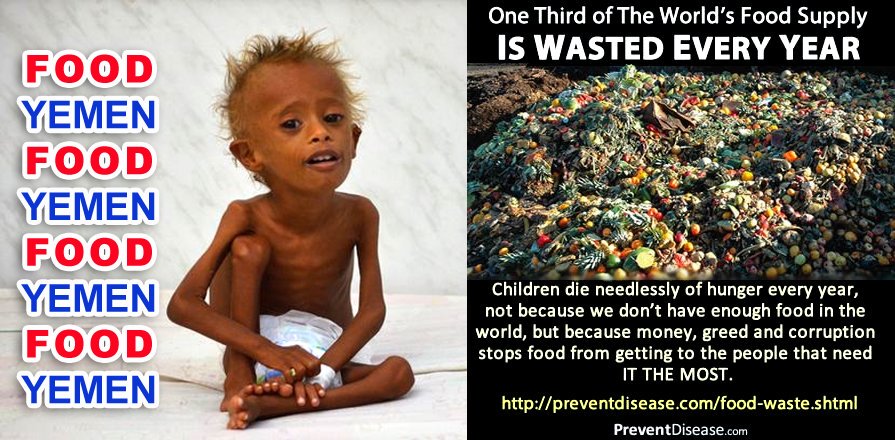 FOOD
YEMEN
FOOD
YEMEN
FOOD
YEMEN
FOOD
YEMEN
One Third of The World's Food Supply
IS WASTED EVERY YEAR
Children die needlessly of hunger every year,
not because we don't have enough food in the
world, but because money, greed and corruption
stops food from getting to the people that need
IT THE MOST.
http://preventdisease.com/food-waste.shtml
PreventDisease.com